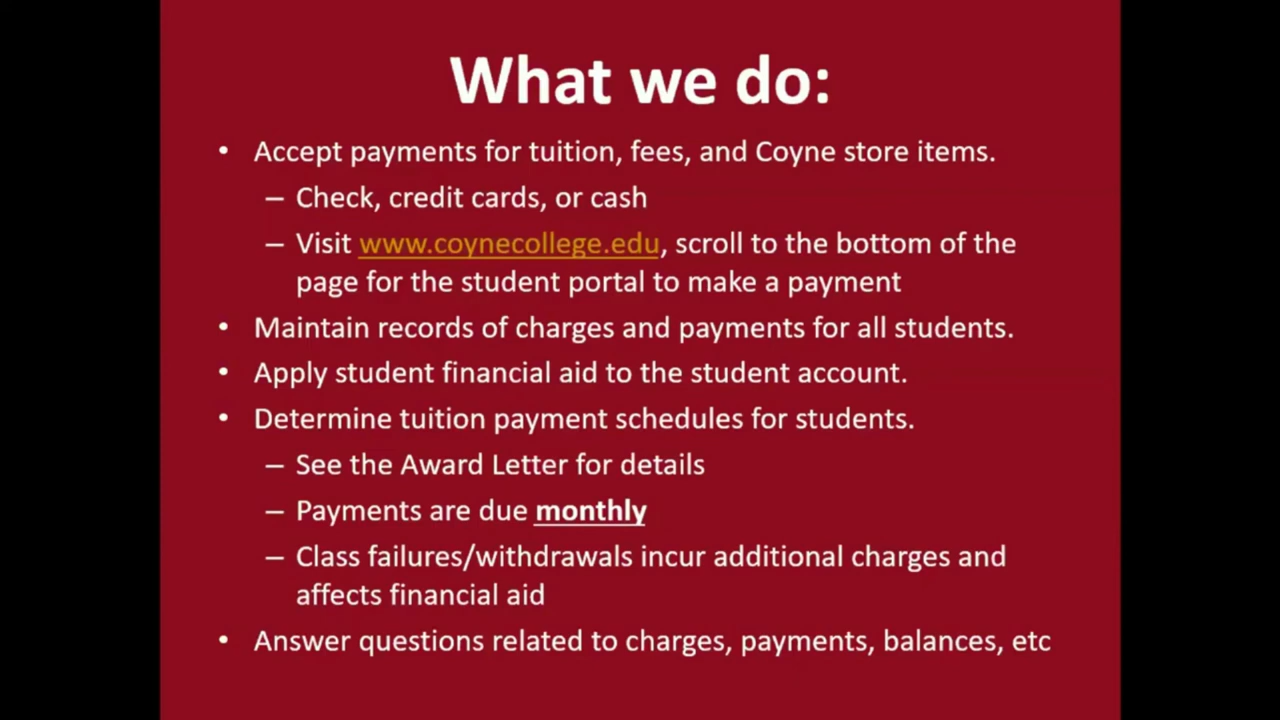 What we do:
• Accept payments for tuition, fees, and Coyne store items.
– Check, credit cards, or cash
– Visit www.coynecollege.edu, scroll to the bottom of the
page for the student portal to make a payment
• Maintain records of charges and payments for all students.
• Apply student financial aid to the student account.
• Determine tuition payment schedules for students.
– See the Award Letter for details
– Payments are due monthly
– Class failures/withdrawals incur additional charges and
affects financial aid
• Answer questions related to charges, payments, balances, etc